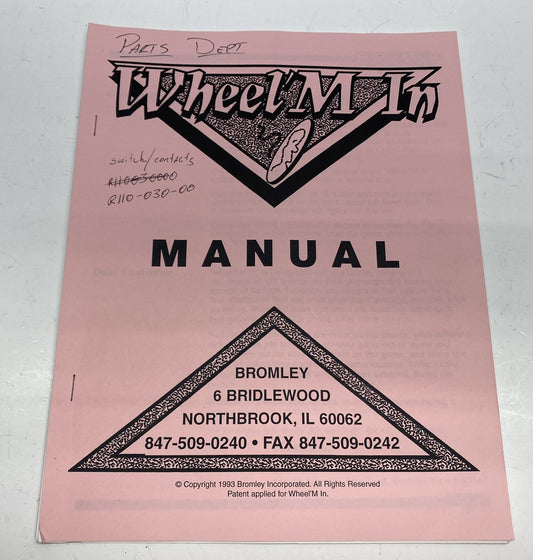 PARTS DEPT
Wheel'M In
switch/contacts
R110-030-00
MANUAL
BROMLEY
6 BRIDLEWOOD
NORTHBROOK, IL 60062
847-509-0240 • FAX 847-509-0242
© Copyright 1993 Bromley Incorporated. All Rights Reserved
Patent applied for Wheel'M In.